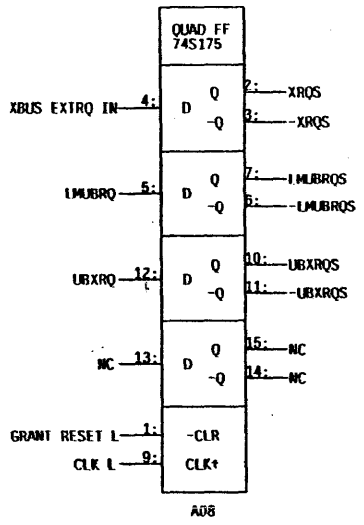 QUAD FF
74S175
XBUS EXTRQ IN 4: D Q 2: XRQS
-Q 3: -XRQS
LMUBRQ 5: D Q 7: LMUBRQS
-Q 6: -LMUBRQS
UBXRQ 12: D Q 10: UBXRQS
-Q 11: -UBXRQS
NC 13: D Q 15: NC
-Q 14: NC
GRANT RESET L 1: -CLR
CLK L 9: CLK↑
A08